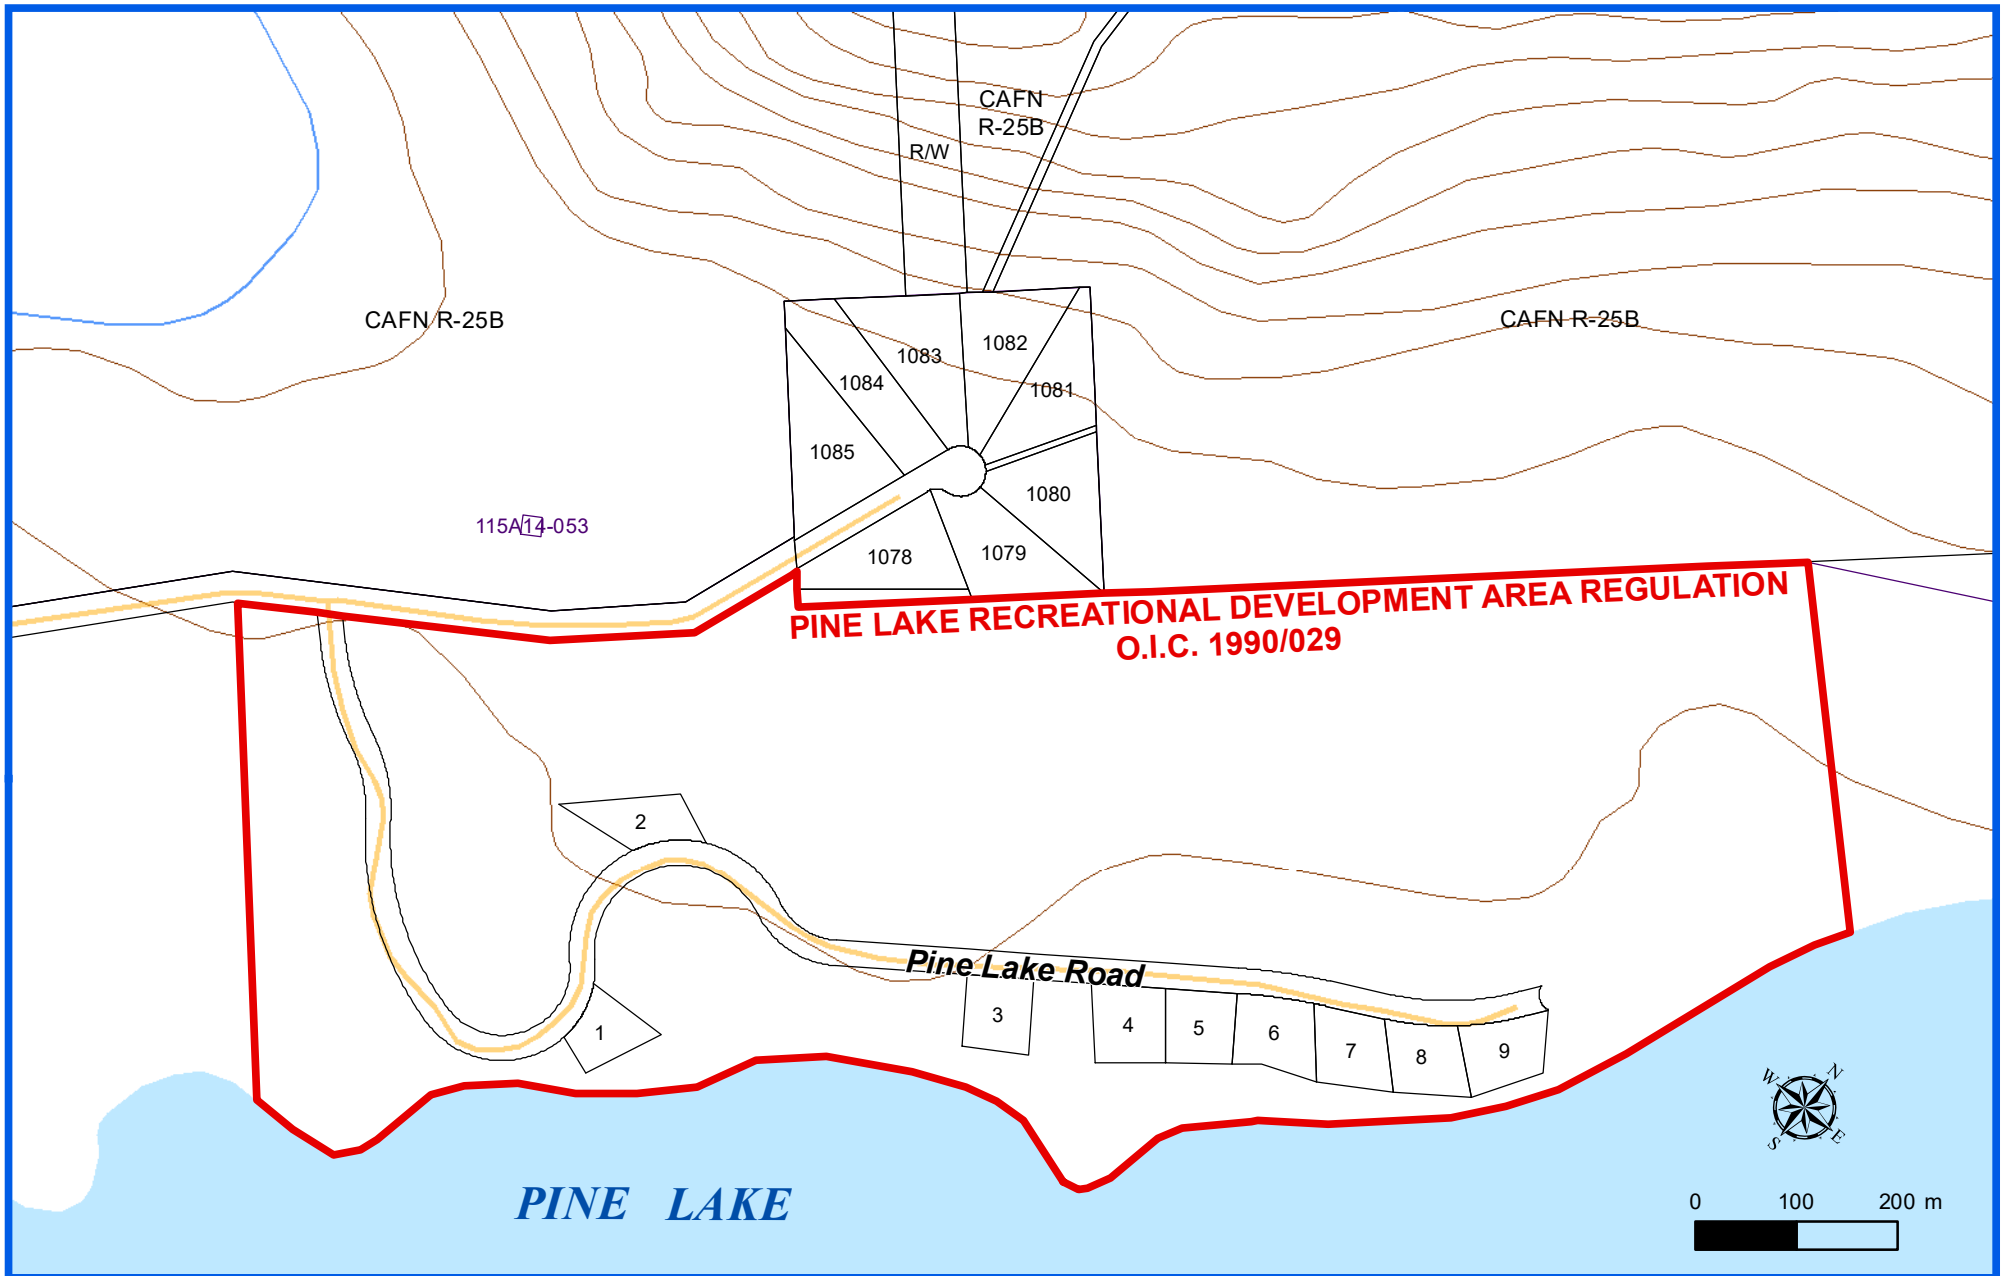 CAFN
R-25B
R/W
CAFN R-25B
CAFN R-25B
1082
1083
1084
1081
1085
1080
115A14-053
1079
1078
PINE LAKE RECREATIONAL DEVELOPMENT AREA REGULATION
O.I.C. 1990/029
2
Pine Lake Road
3
4
5
6
7
8
9
1
N
W
E
S
PINE LAKE
0 100 200 m